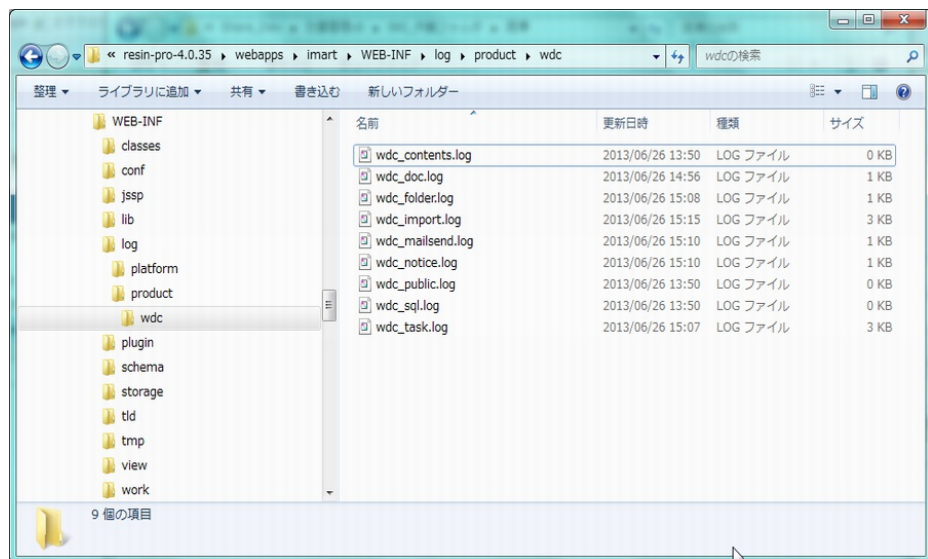 « resin-pro-4.0.35 ▸ webapps ▸ imart ▸ WEB-INF ▸ log ▸ product ▸ wdc
wdcの検索
整理 ▼ ライブラリに追加 ▼ 共有 ▼ 書き込む 新しいフォルダー
WEB-INF
classes
conf
jssp
lib
log
platform
product
wdc
plugin
schema
storage
tld
tmp
view
work
名前 更新日時 種類 サイズ
wdc_contents.log 2013/06/26 13:50 LOG ファイル 0 KB
wdc_doc.log 2013/06/26 14:56 LOG ファイル 1 KB
wdc_folder.log 2013/06/26 15:08 LOG ファイル 1 KB
wdc_import.log 2013/06/26 15:15 LOG ファイル 3 KB
wdc_mailsend.log 2013/06/26 15:10 LOG ファイル 1 KB
wdc_notice.log 2013/06/26 15:10 LOG ファイル 1 KB
wdc_public.log 2013/06/26 13:50 LOG ファイル 0 KB
wdc_sql.log 2013/06/26 13:50 LOG ファイル 0 KB
wdc_task.log 2013/06/26 15:07 LOG ファイル 3 KB
9 個の項目